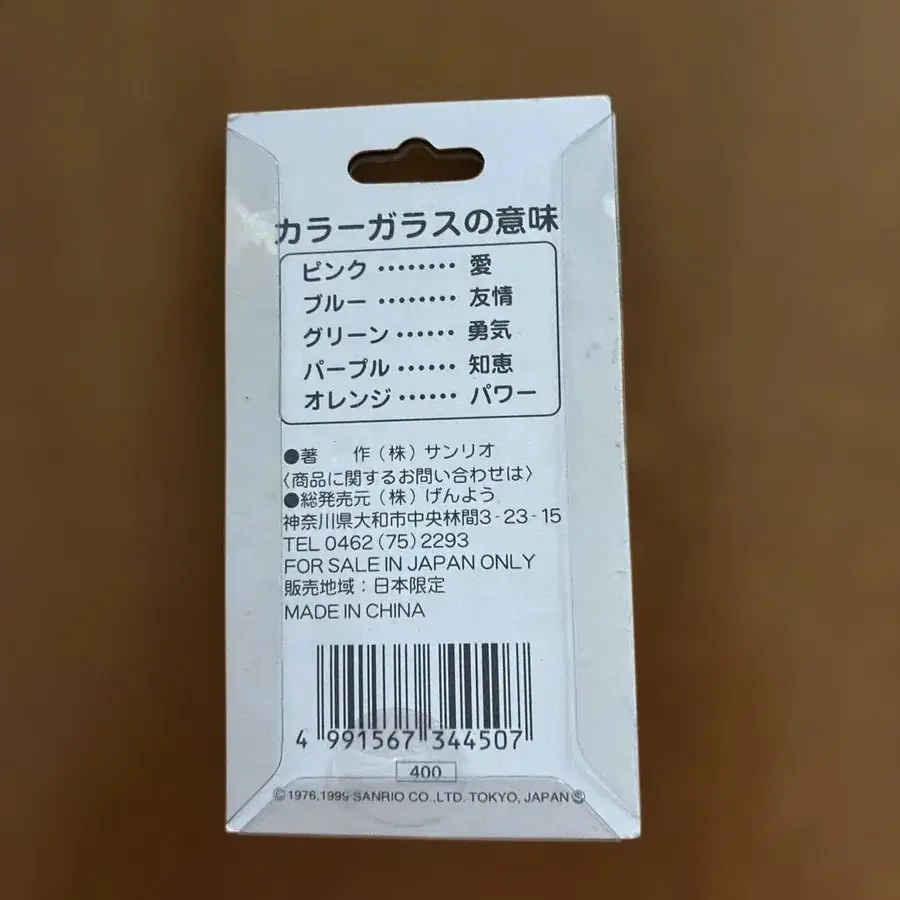 カラーガラスの意味
ピンク ‥‥‥‥ 愛
ブルー ‥‥‥‥ 友情
グリーン ‥‥‥ 勇気
パープル ‥‥‥ 知恵
オレンジ ‥‥‥ パワー
●著　作（株）サンリオ
〈商品に関するお問い合わせは〉
●総発売元（株）げんよう
神奈川県大和市中央林間3-23-15
TEL 0462(75)2293
FOR SALE IN JAPAN ONLY
販売地域：日本限定
MADE IN CHINA
4 991567 344507
400
©1976,1999 SANRIO CO.,LTD. TOKYO, JAPAN Ⓢ